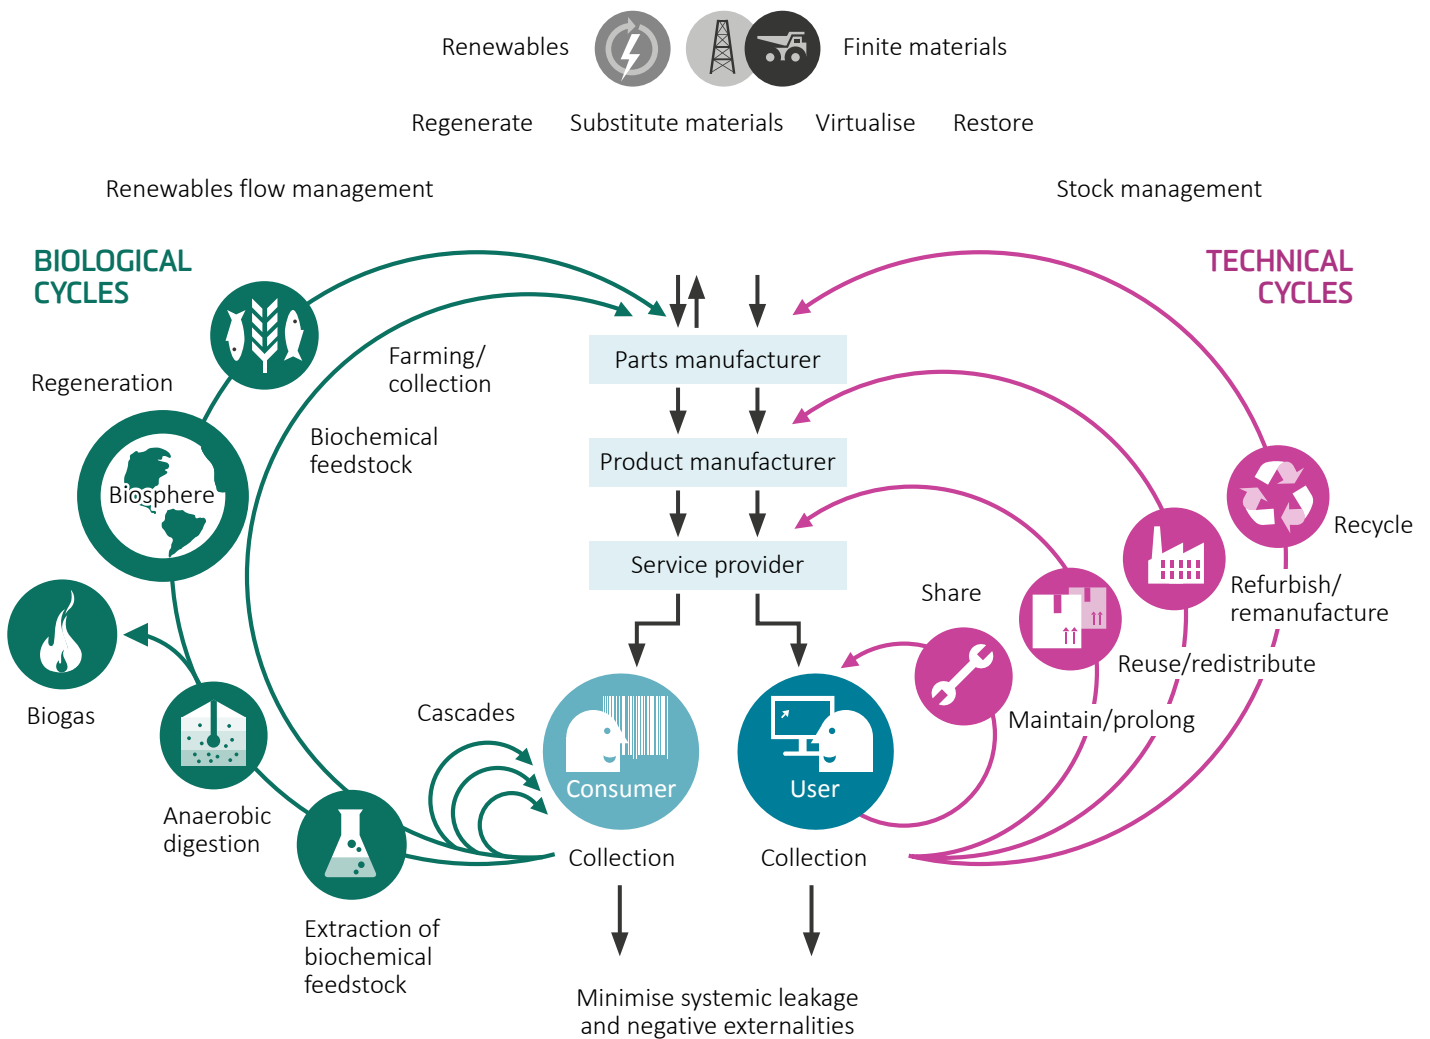 Renewables
Finite materials
Regenerate
Substitute materials
Virtualise
Restore
Renewables flow management
Stock management
BIOLOGICAL
CYCLES
TECHNICAL
CYCLES
Farming/
collection
Regeneration
Biochemical
feedstock
Biosphere
Biogas
Anaerobic
digestion
Extraction of
biochemical
feedstock
Cascades
Parts manufacturer
Product manufacturer
Service provider
Consumer
User
Collection
Collection
Share
Maintain/prolong
Reuse/redistribute
Refurbish/
remanufacture
Recycle
Minimise systemic leakage
and negative externalities